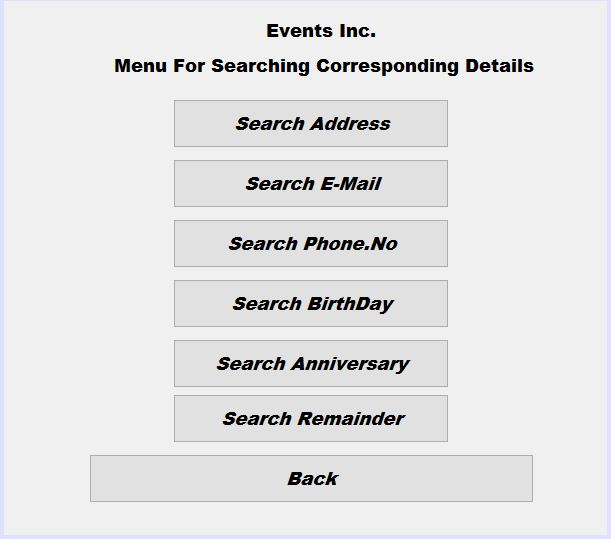 Events Inc.
Menu For Searching Corresponding Details
Search Address
Search E-Mail
Search Phone.No
Search BirthDay
Search Anniversary
Search Remainder
Back